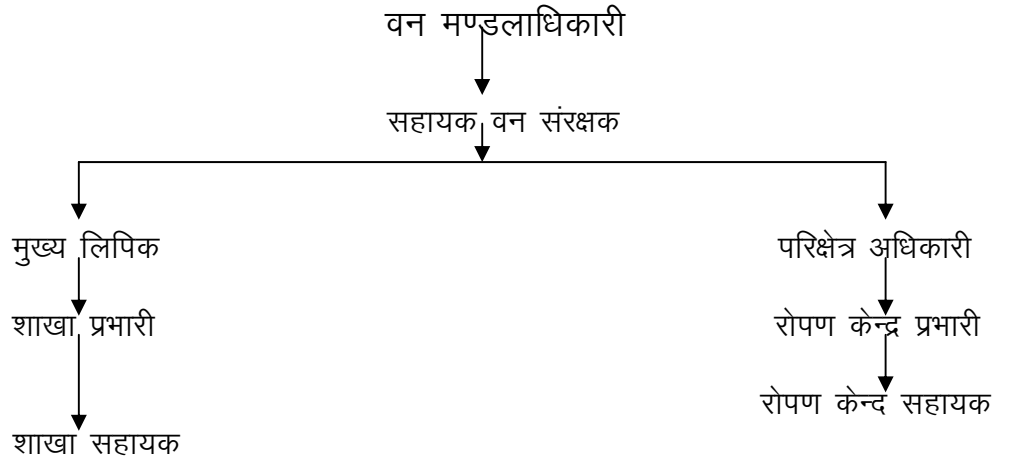 वन मण्डलाधिकारी
सहायक वन संरक्षक
मुख्य लिपिक
परिक्षेत्र अधिकारी
शाखा प्रभारी
रोपण केन्द्र प्रभारी
रोपण केन्द सहायक
शाखा सहायक